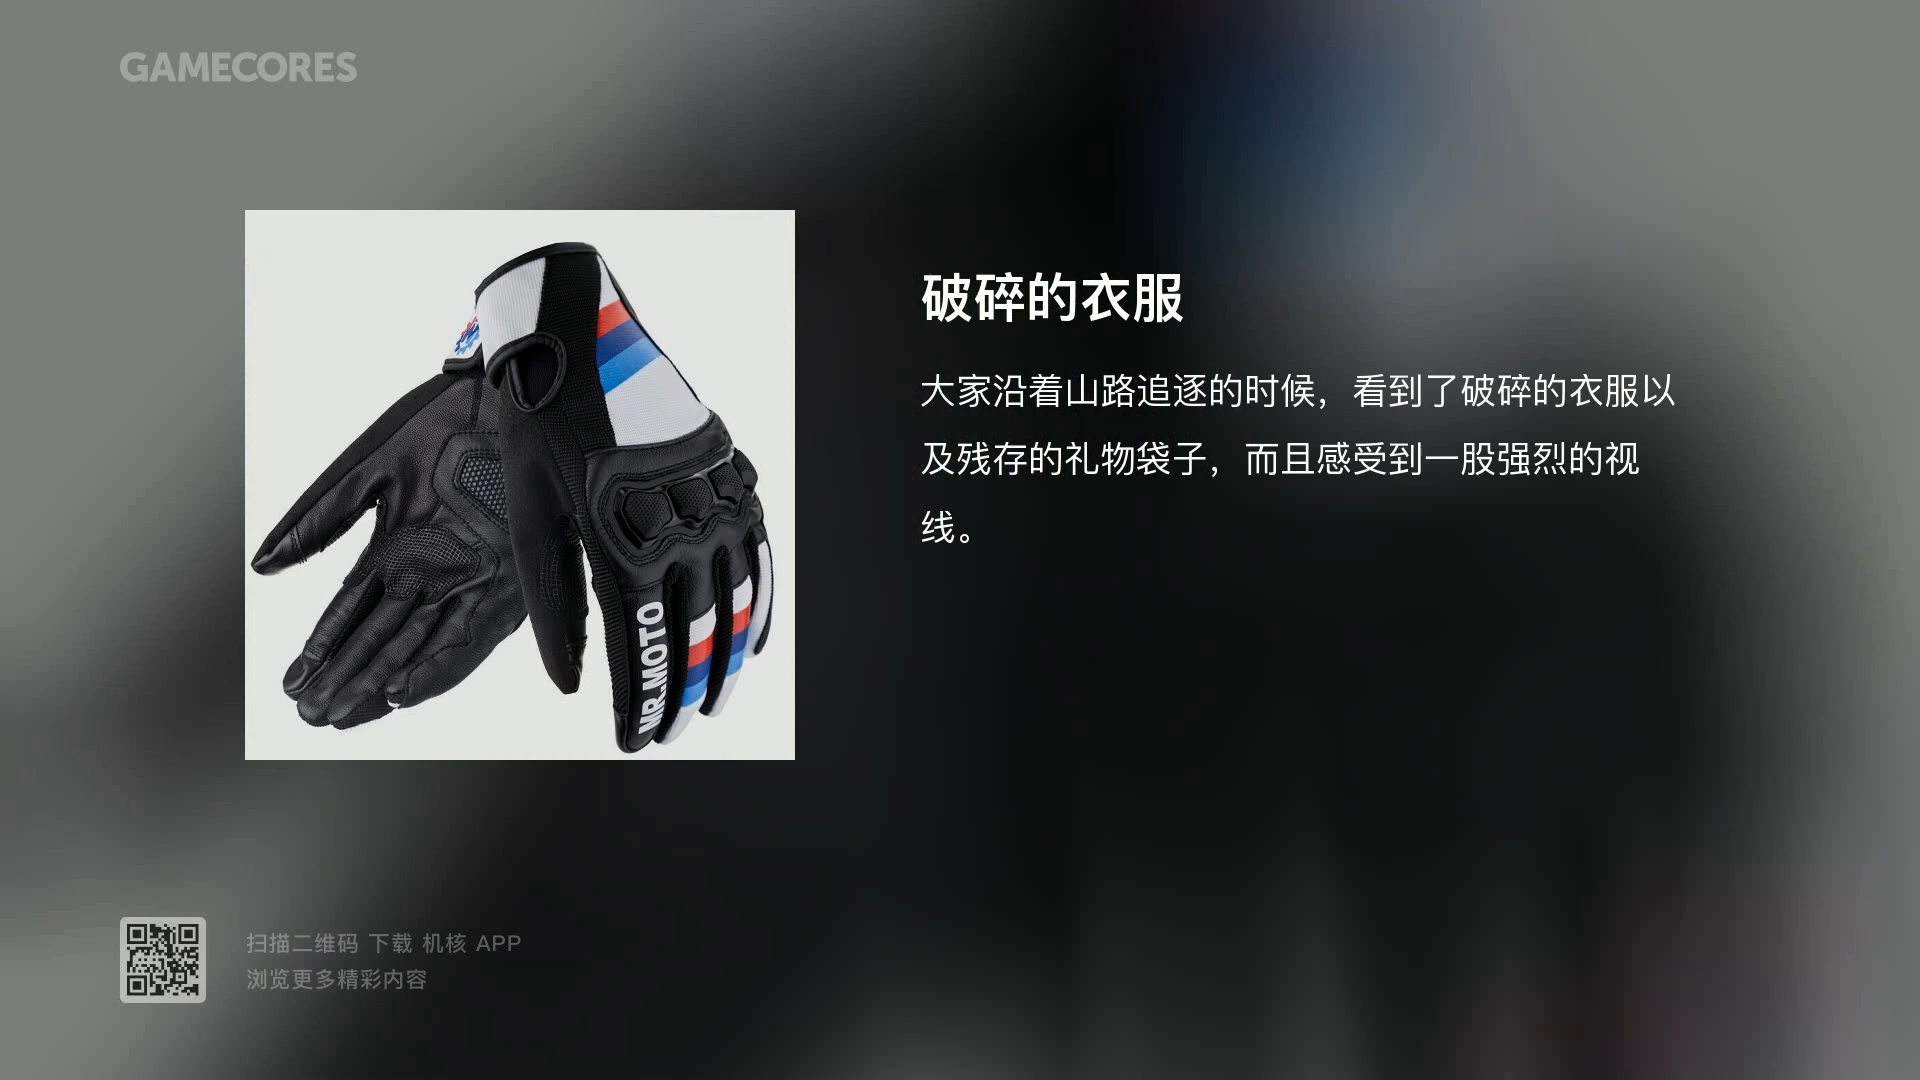 GAMECORES
破碎的衣服
大家沿着山路追逐的时候，看到了破碎的衣服以
及残存的礼物袋子，而且感受到一股强烈的视
线。
MR.MOTO
扫描二维码 下载 机核 APP
浏览更多精彩内容